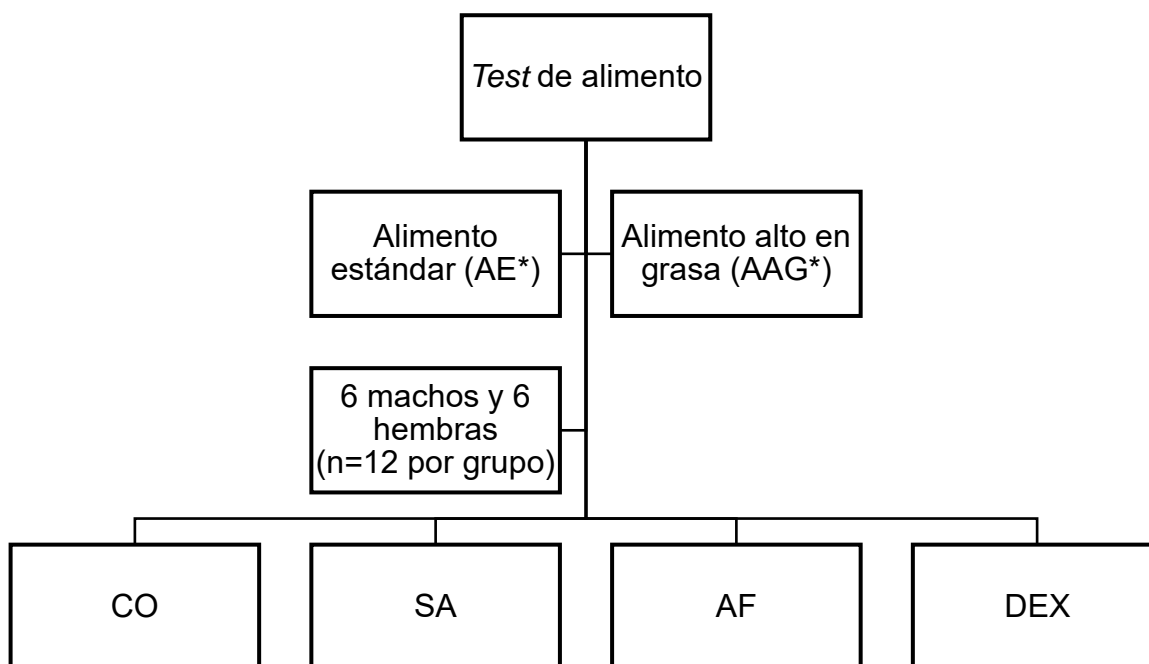 Test de alimento
Alimento
estándar (AE*)
Alimento alto en
grasa (AAG*)
6 machos y 6
hembras
(n=12 por grupo)
CO
SA
AF
DEX